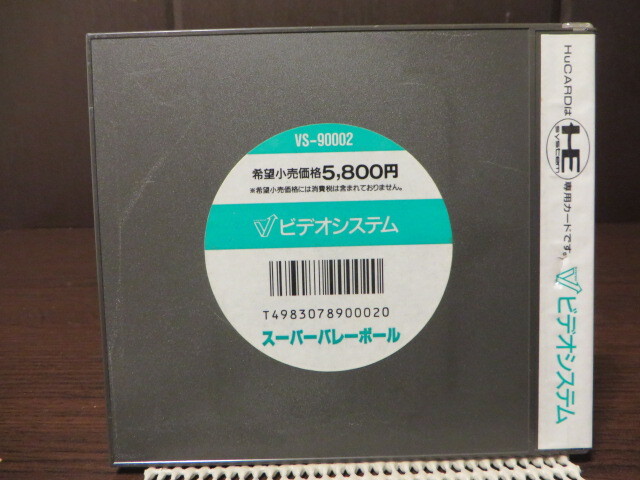 VS-90002
希望小売価格5,800円
※希望小売価格には消費税は含まれておりません。
ビデオシステム
T4983078900020
スーパーバレーボール
HuCARDは HE system 専用カードです。
ビデオシステム